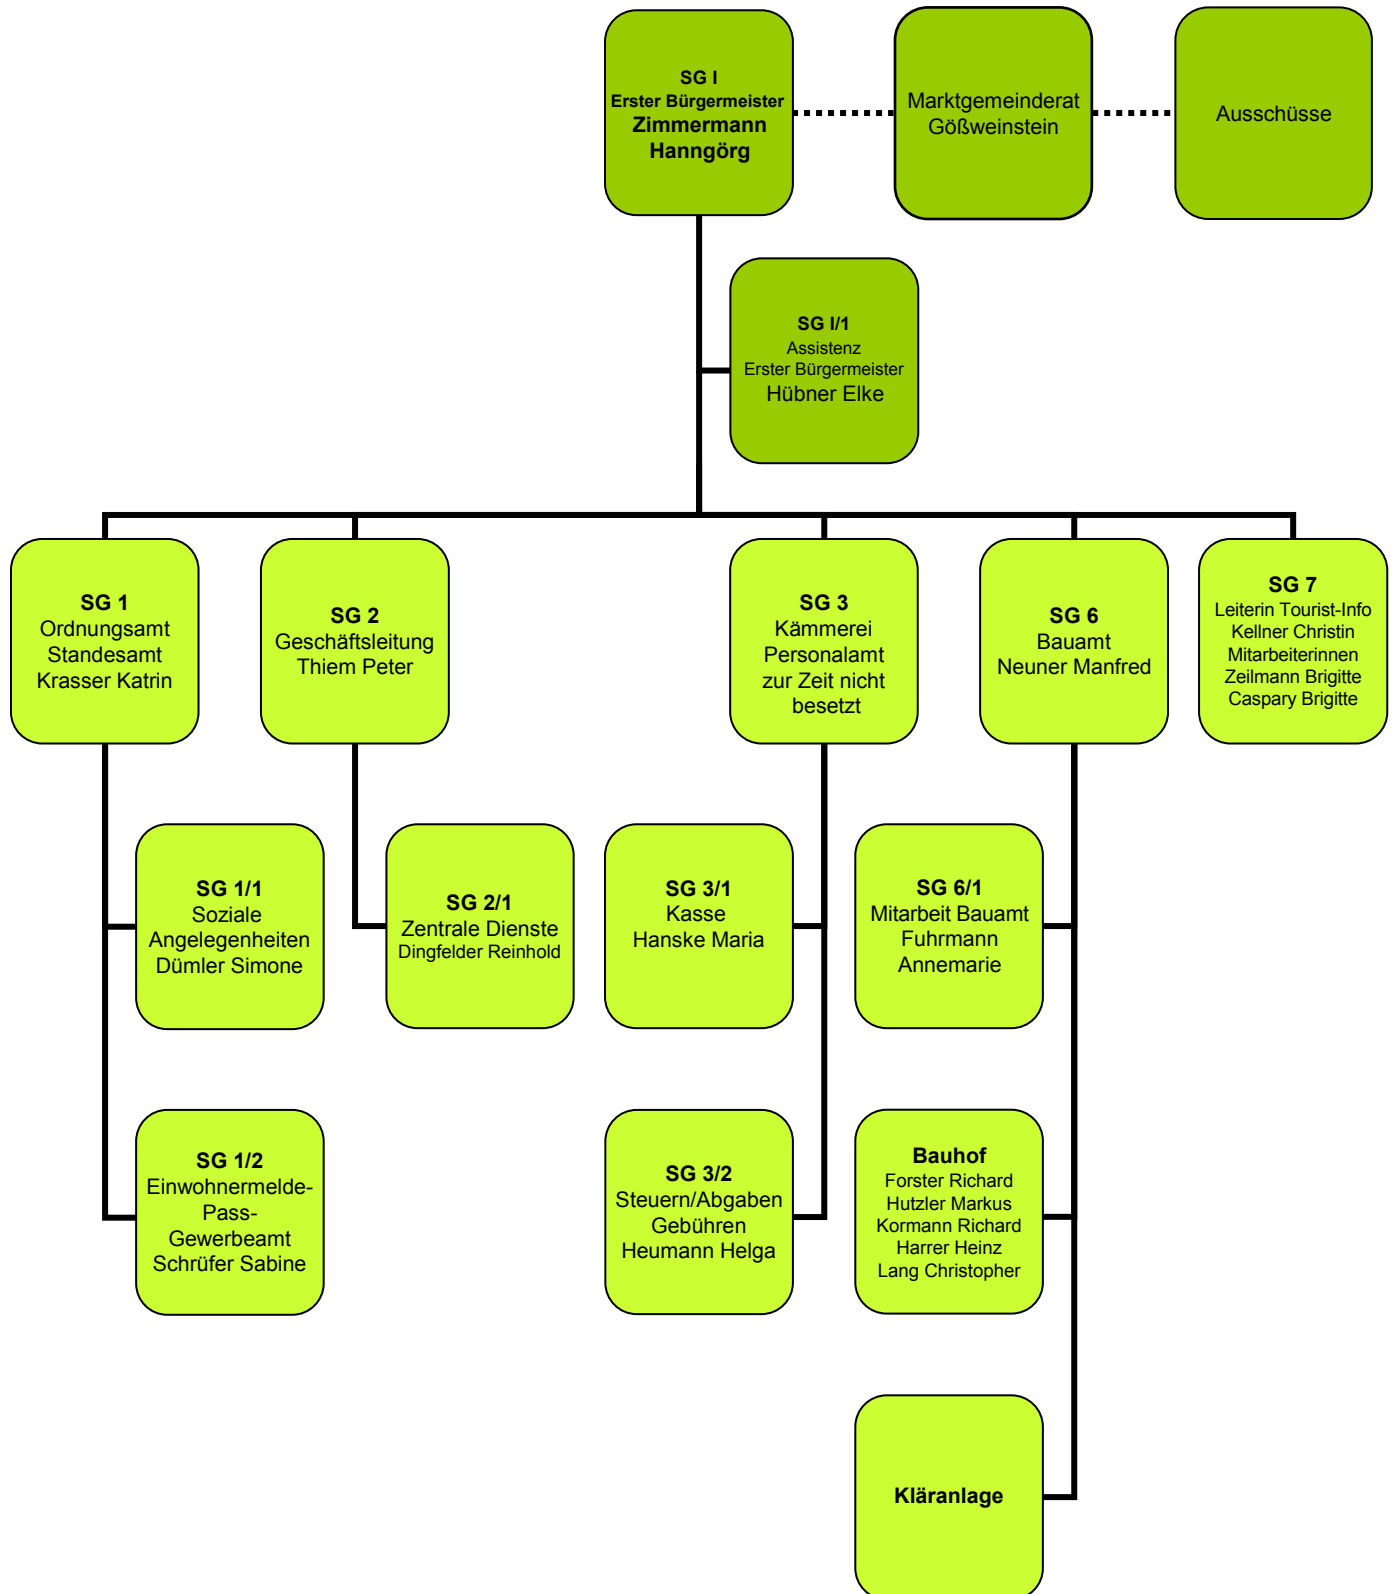 SG I
Erster Bürgermeister
Zimmermann
Hanngörg
Marktgemeinderat
Gößweinstein
Ausschüsse
SG I/1
Assistenz
Erster Bürgermeister
Hübner Elke
SG 1
Ordnungsamt
Standesamt
Krasser Katrin
SG 2
Geschäftsleitung
Thiem Peter
SG 3
Kämmerei
Personalamt
zur Zeit nicht
besetzt
SG 6
Bauamt
Neuner Manfred
SG 7
Leiterin Tourist-Info
Kellner Christin
Mitarbeiterinnen
Zeilmann Brigitte
Caspary Brigitte
SG 1/1
Soziale
Angelegenheiten
Dümler Simone
SG 2/1
Zentrale Dienste
Dingfelder Reinhold
SG 3/1
Kasse
Hanske Maria
SG 6/1
Mitarbeit Bauamt
Fuhrmann
Annemarie
SG 1/2
Einwohnermelde-
Pass-
Gewerbeamt
Schrüfer Sabine
SG 3/2
Steuern/Abgaben
Gebühren
Heumann Helga
Bauhof
Forster Richard
Hutzler Markus
Kormann Richard
Harrer Heinz
Lang Christopher
Kläranlage